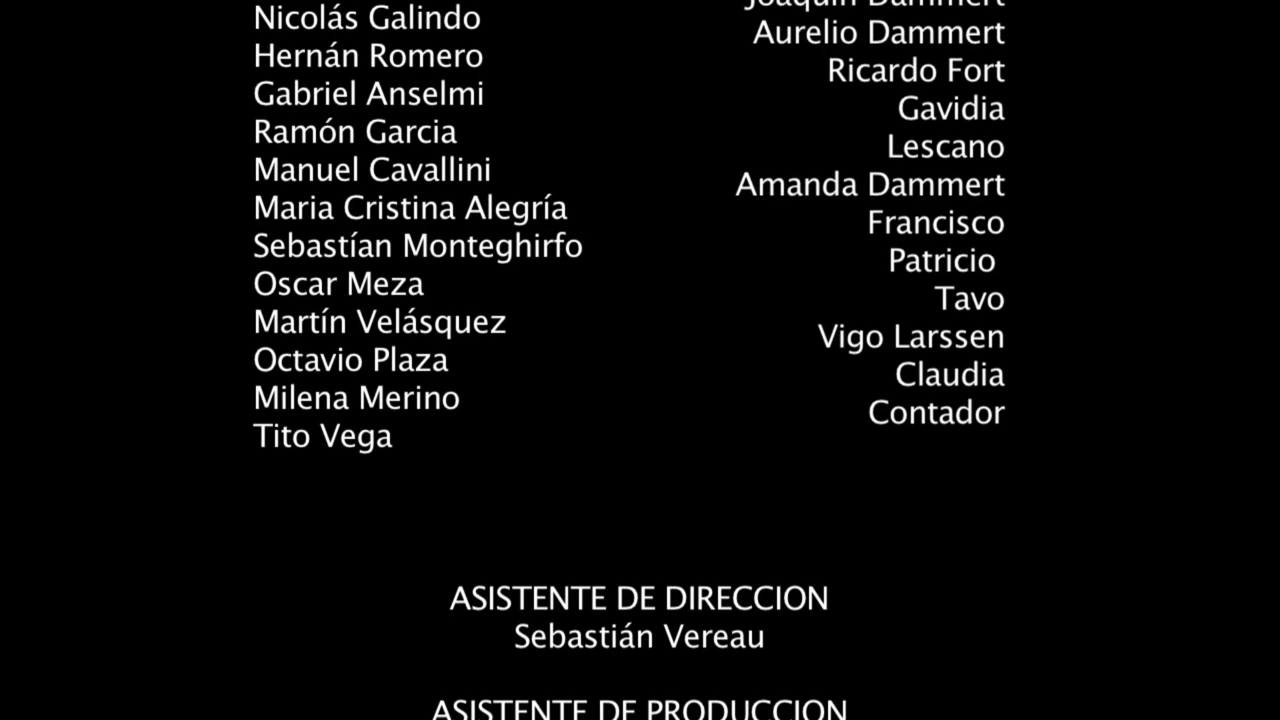 Nicolás Galindo Joaquin Dammert
Hernán Romero Aurelio Dammert
Gabriel Anselmi Ricardo Fort
Ramón Garcia Gavidia
Manuel Cavallini Lescano
Maria Cristina Alegría Amanda Dammert
Sebastían Monteghirfo Francisco
Oscar Meza Patricio
Martín Velásquez Tavo
Octavio Plaza Vigo Larssen
Milena Merino Claudia
Tito Vega Contador
ASISTENTE DE DIRECCION
Sebastián Vereau
ASISTENTE DE PRODUCCION